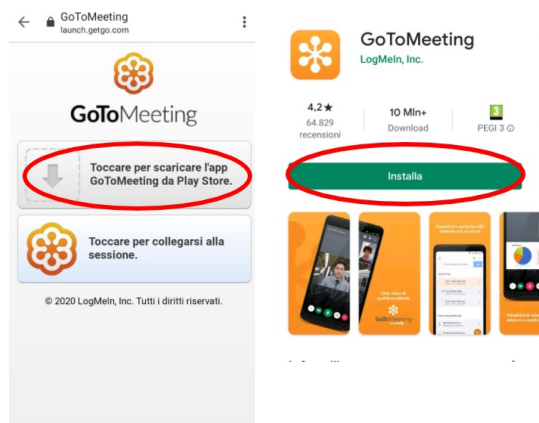 GoToMeeting
launch.getgo.com
GoToMeeting
Toccare per scaricare l'app
GoToMeeting da Play Store.
Toccare per collegarsi alla
sessione.
© 2020 LogMeIn, Inc. Tutti i diritti riservati.
GoToMeeting
LogMeIn, Inc.
4,2★
64.829
recensioni
10 Mln+
Download
3
PEGI 3
Installa
GoToMeeting